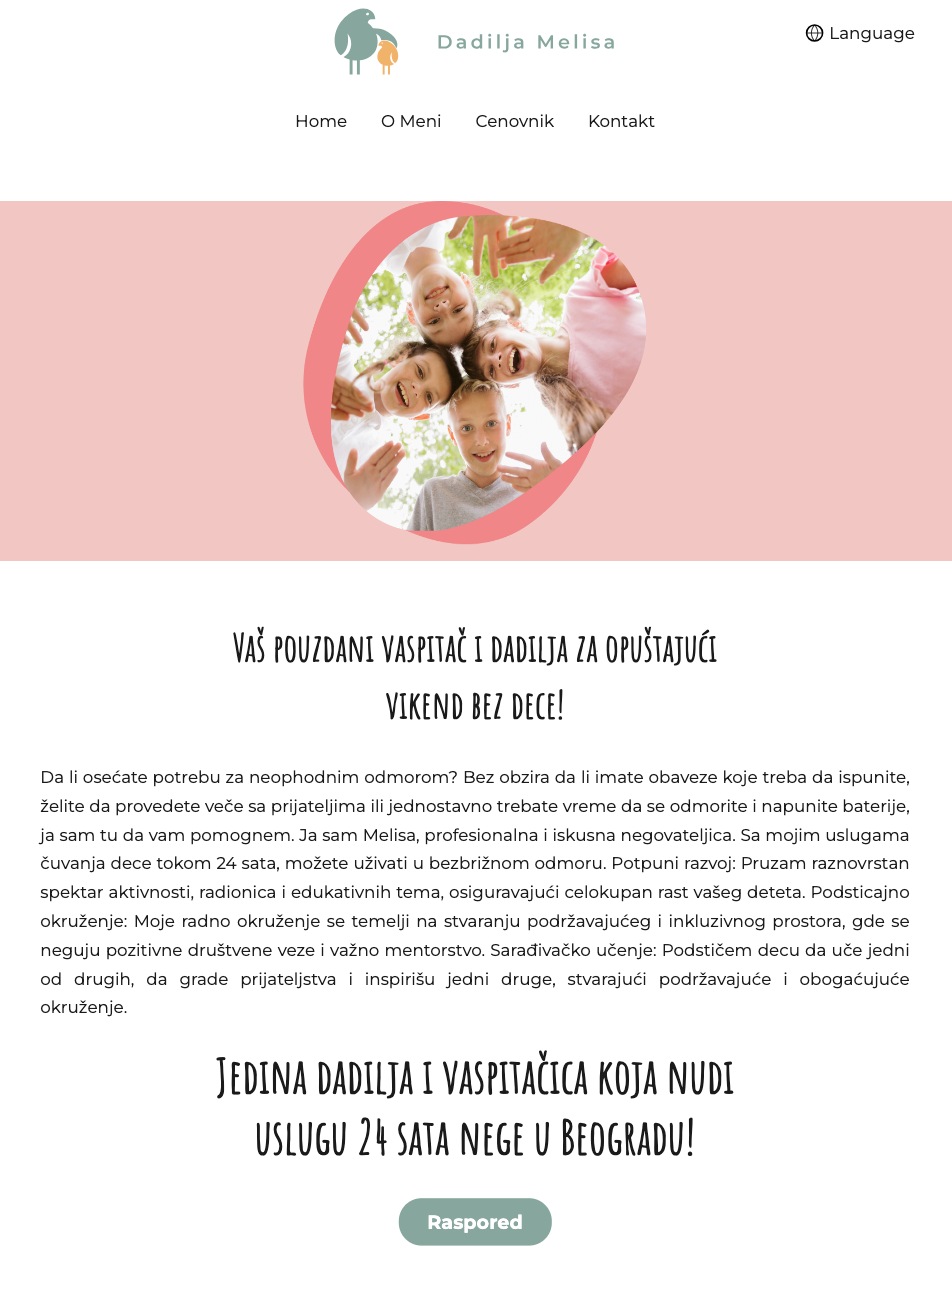 Dadilja Melisa
Language
Home O Meni Cenovnik Kontakt
Vaš pouzdani vaspitač i dadilja za opuštajući
vikend bez dece!
Da li osećate potrebu za neophodnim odmorom? Bez obzira da li imate obaveze koje treba da ispunite,
želite da provedete veče sa prijateljima ili jednostavno trebate vreme da se odmorite i napunite baterije,
ja sam tu da vam pomognem. Ja sam Melisa, profesionalna i iskusna negovateljica. Sa mojim uslugama
čuvanja dece tokom 24 sata, možete uživati u bezbrižnom odmoru. Potpuni razvoj: Pruzam raznovrstan
spektar aktivnosti, radionica i edukativnih tema, osiguravajući celokupan rast vašeg deteta. Podsticajno
okruženje: Moje radno okruženje se temelji na stvaranju podržavajućeg i inkluzivnog prostora, gde se
neguju pozitivne društvene veze i važno mentorstvo. Sarađivačko učenje: Podstičem decu da uče jedni
od drugih, da grade prijateljstva i inspirišu jedni druge, stvarajući podržavajuće i obogaćujuće
okruženje.
Jedina dadilja i vaspitačica koja nudi
uslugu 24 sata nege u Beogradu!
Raspored